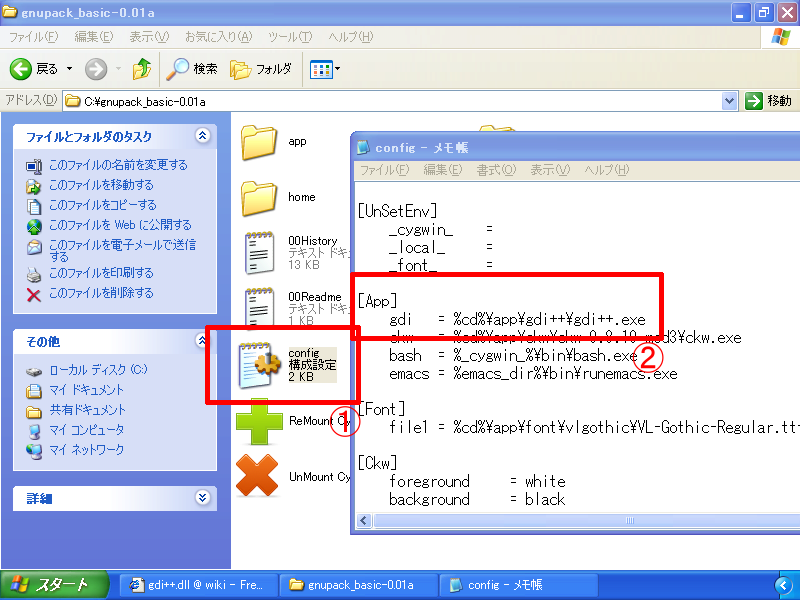 gnupack_basic-0.01a
ファイル(F) 編集(E) 表示(V) お気に入り(A) ツール(T) ヘルプ(H)
戻る 検索 フォルダ
アドレス(D) C:¥gnupack_basic-0.01a 移動
ファイルとフォルダのタスク
このファイルの名前を変更する
このファイルを移動する
このファイルをコピーする
このファイルを Web に公開する
このファイルを電子メールで送信
する
このファイルを印刷する
このファイルを削除する
その他
ローカル ディスク (C:)
マイ ドキュメント
共有ドキュメント
マイ コンピュータ
マイ ネットワーク
詳細
app
home
00History
テキスト ドキ
13 KB
00Readme
テキスト ドキ
1 KB
config
構成設定
2 KB
①
ReMount Cy
UnMount Cy
config - メモ帳
ファイル(F) 編集(E) 書式(O) 表示(V) ヘルプ(H)
[UnSetEnv]
_cygwin_ =
_local_ =
_font_ =
[App]
gdi = %cd%¥app¥gdi++¥gdi++.exe
ckw = %cd%¥app¥ckw¥ckw-0.8.10-mod3¥ckw.exe
bash = %_cygwin_%¥bin¥bash.exe
②
emacs = %emacs_dir%¥bin¥runemacs.exe
[Font]
file1 = %cd%¥app¥font¥vlgothic¥VL-Gothic-Regular.tt
[Ckw]
foreground = white
background = black
スタート gdi++.dll @ wiki - Fre... gnupack_basic-0.01a config - メモ帳